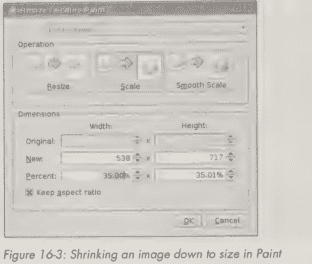 Operation
Resize Scale Smooth Scale
Dimensions
Width: Height:
Original: x
New: 538 x 717
Percent: 35.00% x 35.01%
Keep aspect ratio
OK Cancel
Figure 16-3: Shrinking an image down to size in Paint